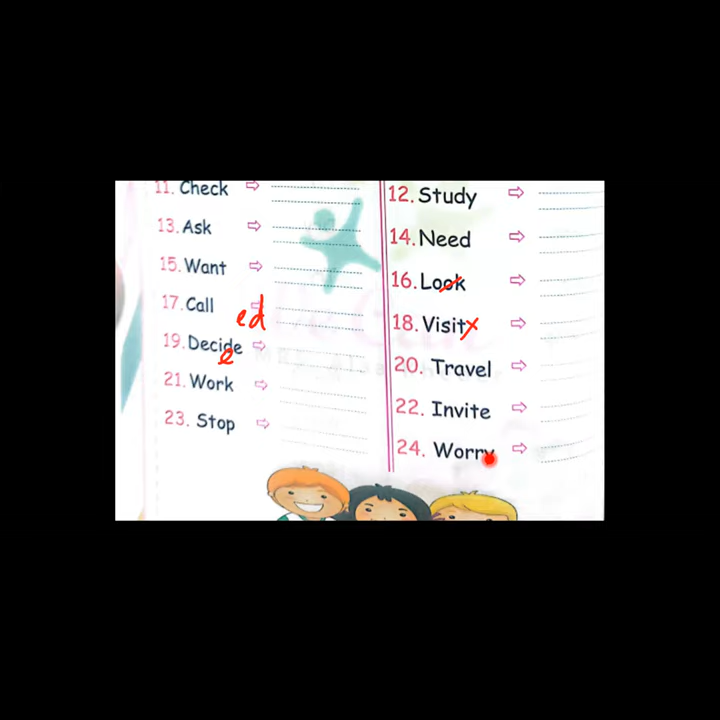 11. Check ⇨
12. Study ⇨
13. Ask ⇨
14. Need ⇨
15. Want ⇨
16. Look ⇨
17. Call ⇨
ed
18. Visit ⇨
19. Decide ⇨
e
20. Travel ⇨
21. Work ⇨
22. Invite ⇨
23. Stop ⇨
24. Worry ⇨